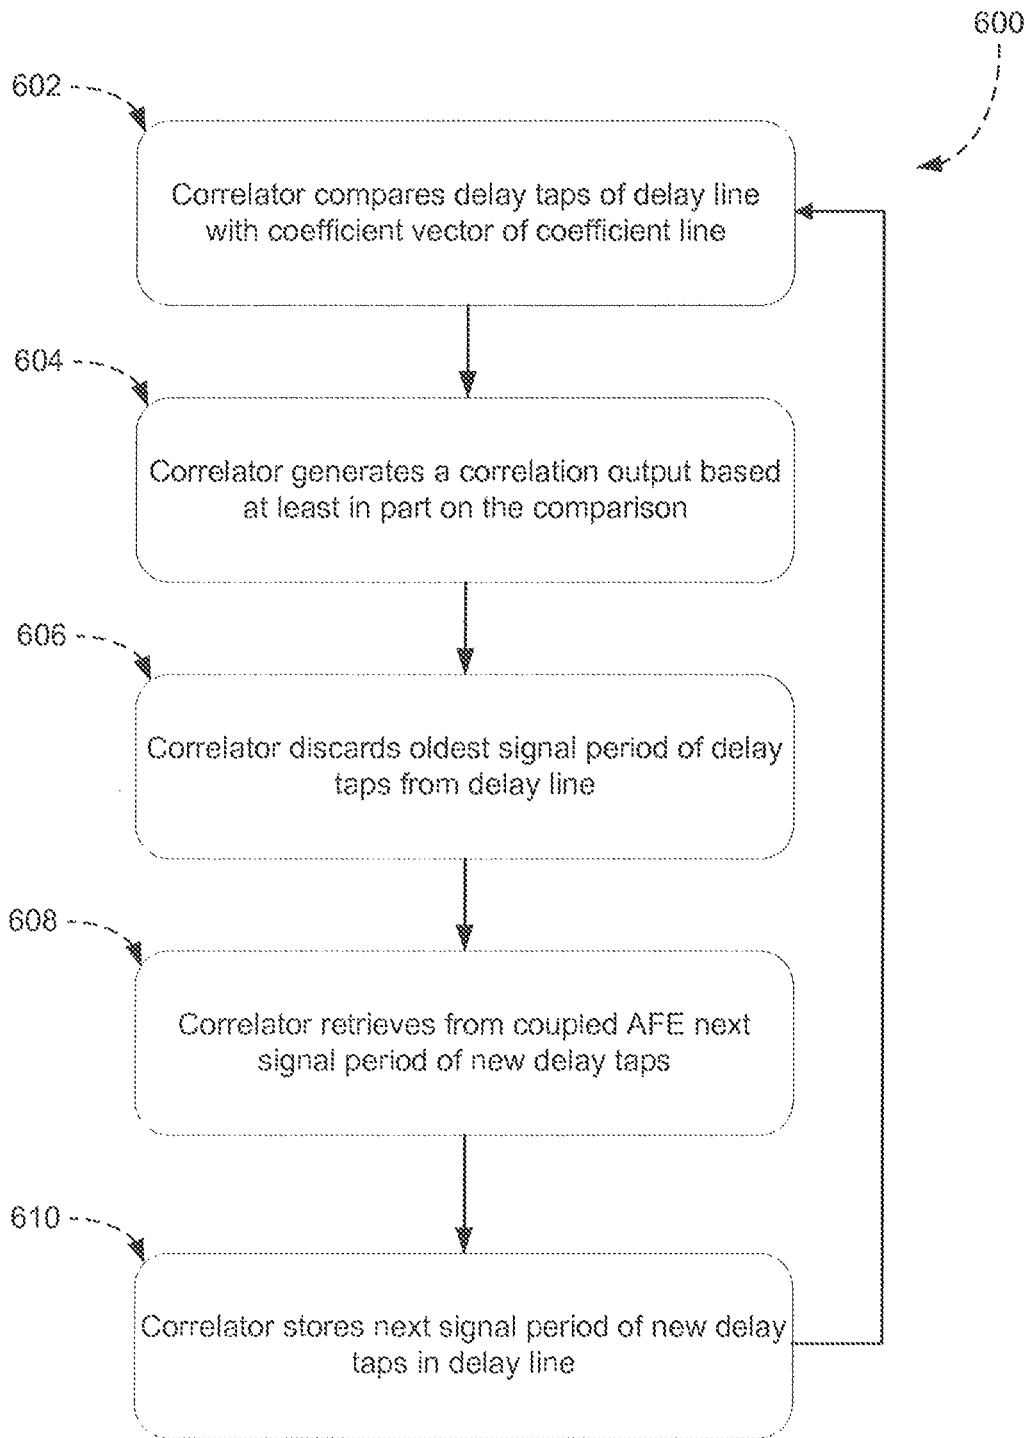 600
602
Correlator compares delay taps of delay line
with coefficient vector of coefficient line
604
Correlator generates a correlation output based
at least in part on the comparison
606
Correlator discards oldest signal period of delay
taps from delay line
608
Correlator retrieves from coupled AFE next
signal period of new delay taps
610
Correlator stores next signal period of new delay
taps in delay line